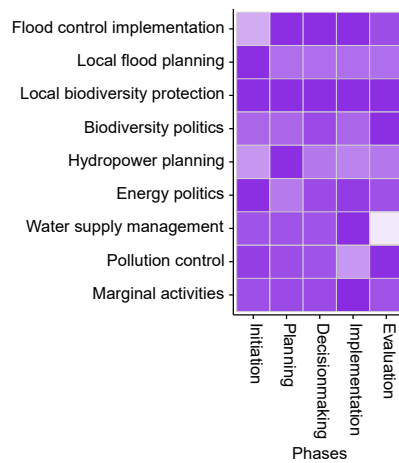 Flood control implementation
Local flood planning
Local biodiversity protection
Biodiversity politics
Hydropower planning
Energy politics
Water supply management
Pollution control
Marginal activities
Initiation
Planning
Decisionmaking
Implementation
Evaluation
Phases